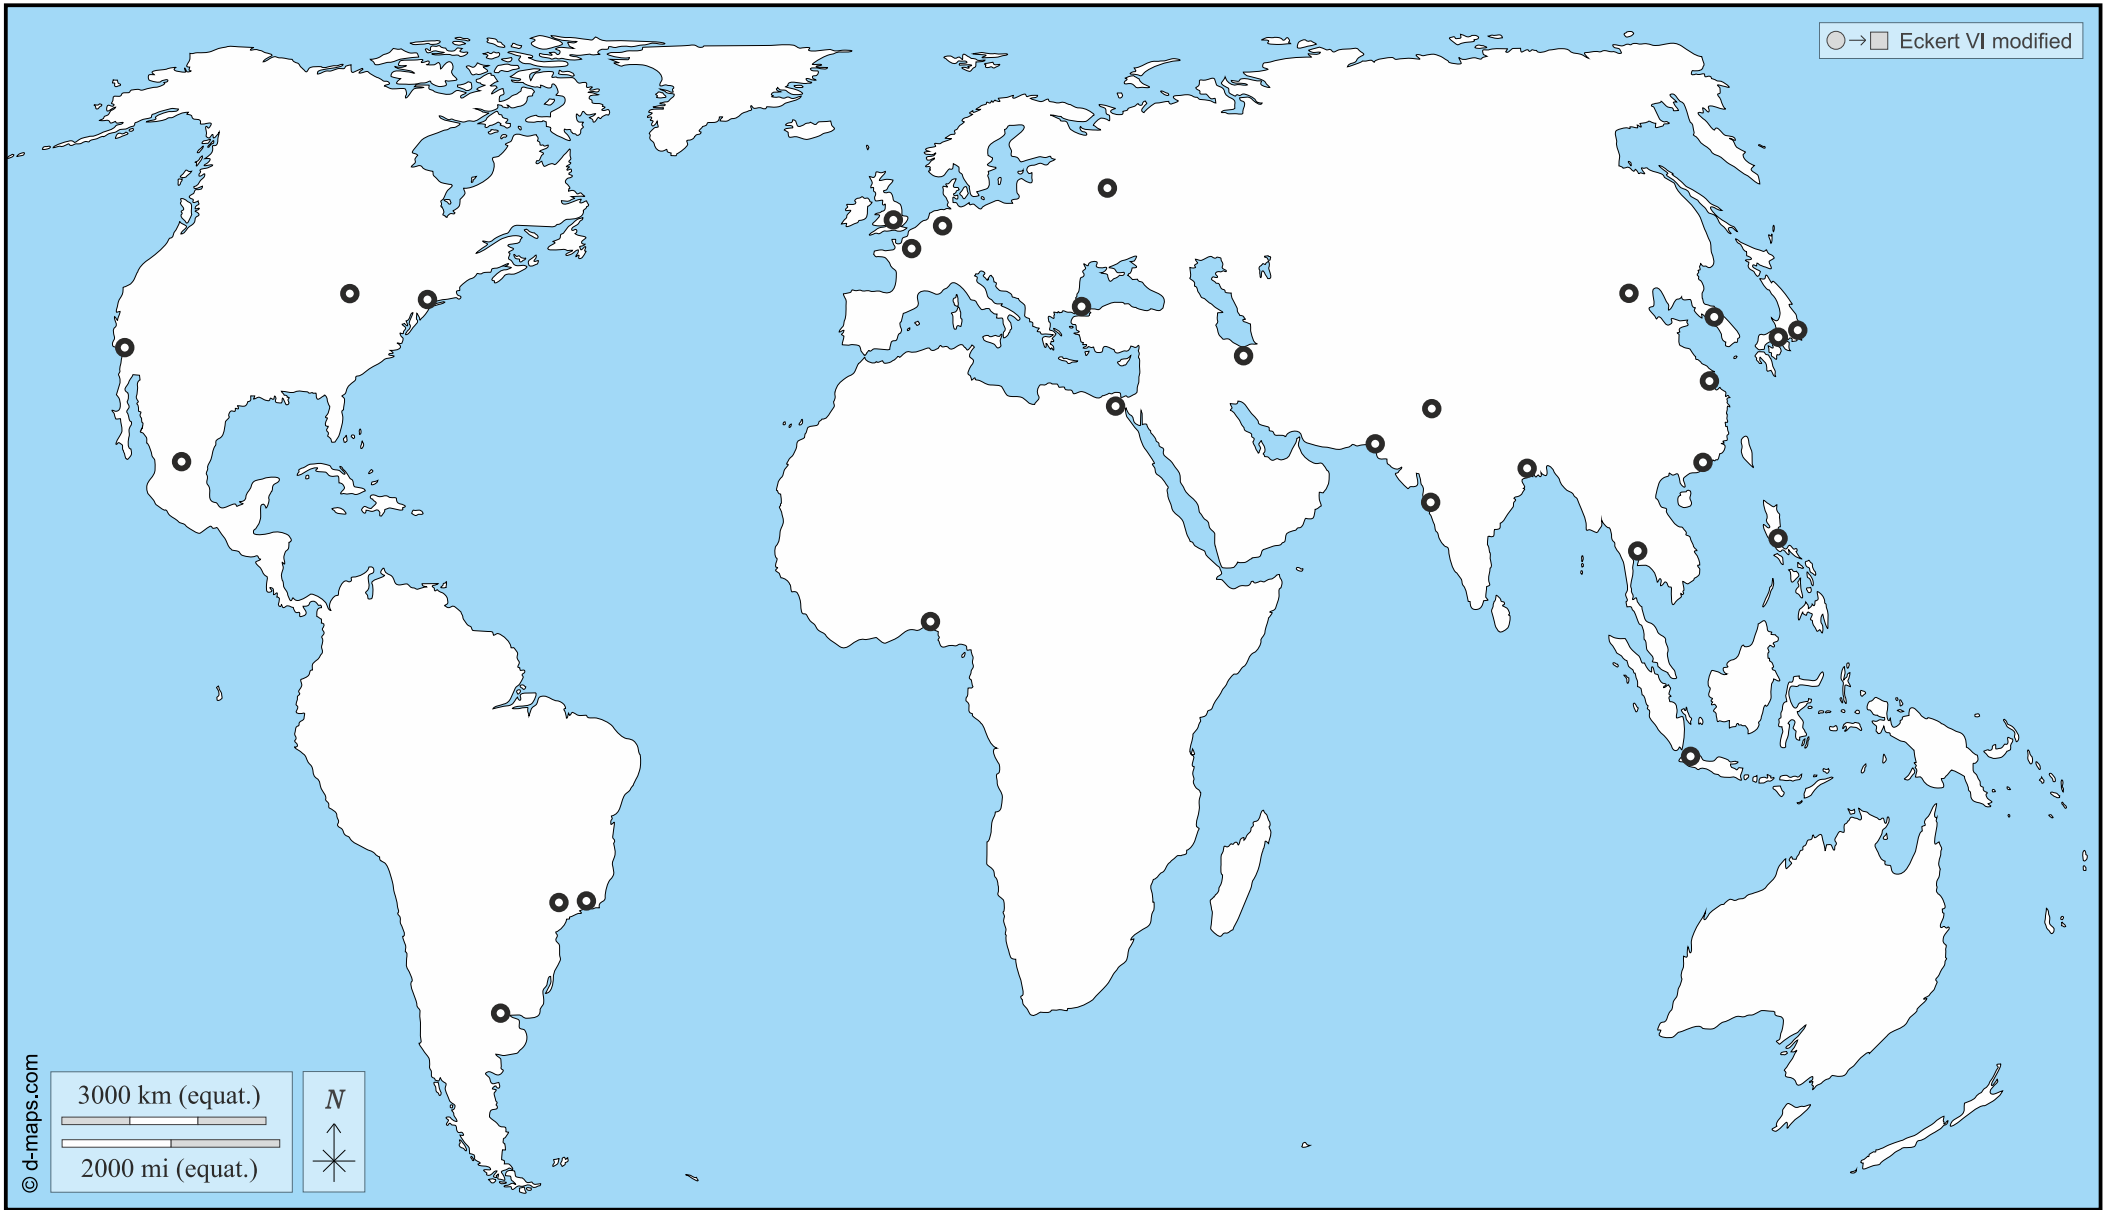 Eckert VI modified
3000 km (equat.)
2000 mi (equat.)
N
© d-maps.com